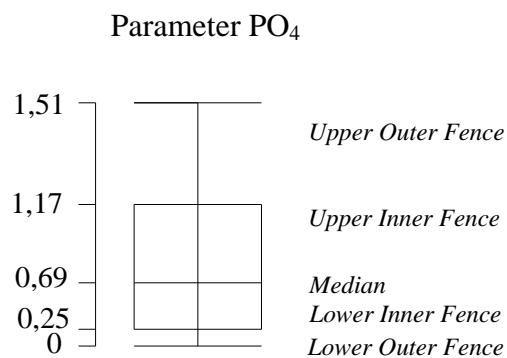 Parameter PO₄
1,51
Upper Outer Fence
1,17
Upper Inner Fence
0,69
Median
0,25
Lower Inner Fence
0
Lower Outer Fence